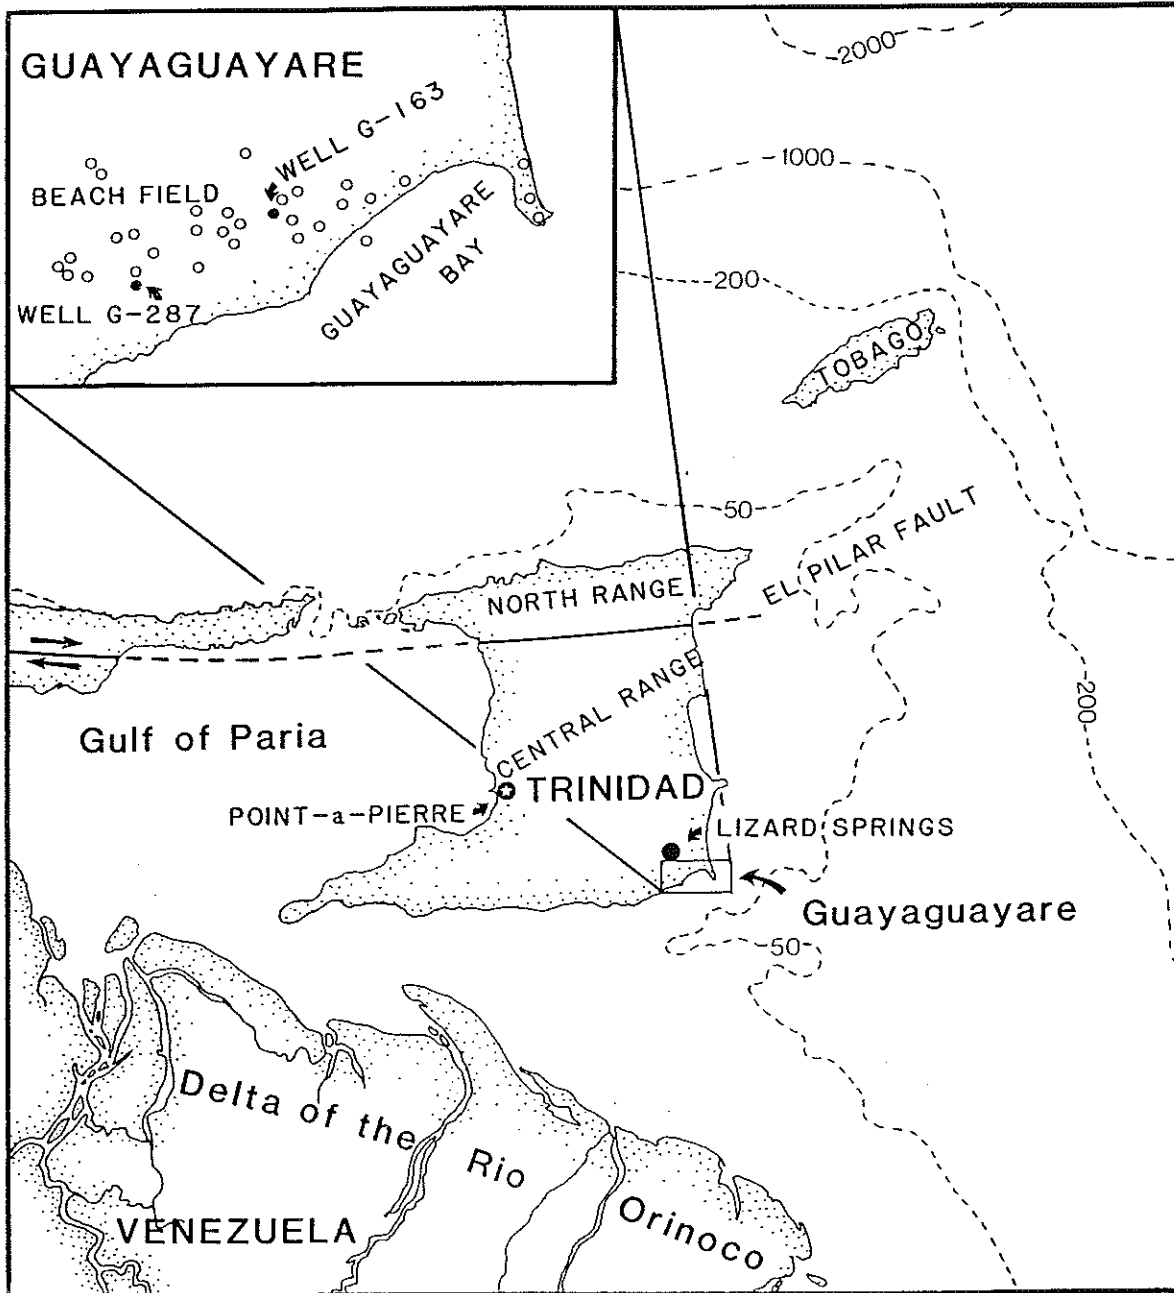 GUAYAGUAYARE
WELL G-163
BEACH FIELD
GUAYAGUAYARE
BAY
WELL G-287
2000
1000
200
TOBAGO
50
EL PILAR FAULT
NORTH RANGE
CENTRAL RANGE
200
Gulf of Paria
TRINIDAD
POINT-a-PIERRE
LIZARD SPRINGS
Guayaguayare
50
Delta of the
Rio
Orinoco
VENEZUELA